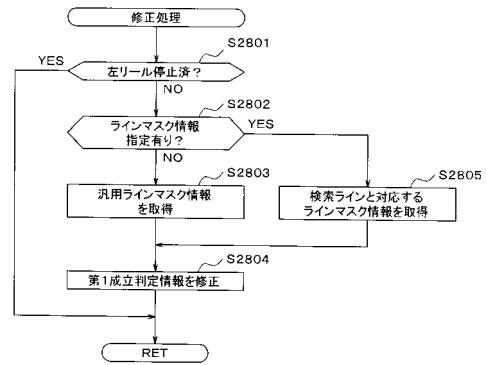 修正処理
S2801
YES
左リール停止済？
NO
S2802
ラインマスク情報
指定有り？
YES
NO
S2803
汎用ラインマスク情報
を取得
S2805
検索ラインと対応する
ラインマスク情報を取得
S2804
第1成立判定情報を修正
RET